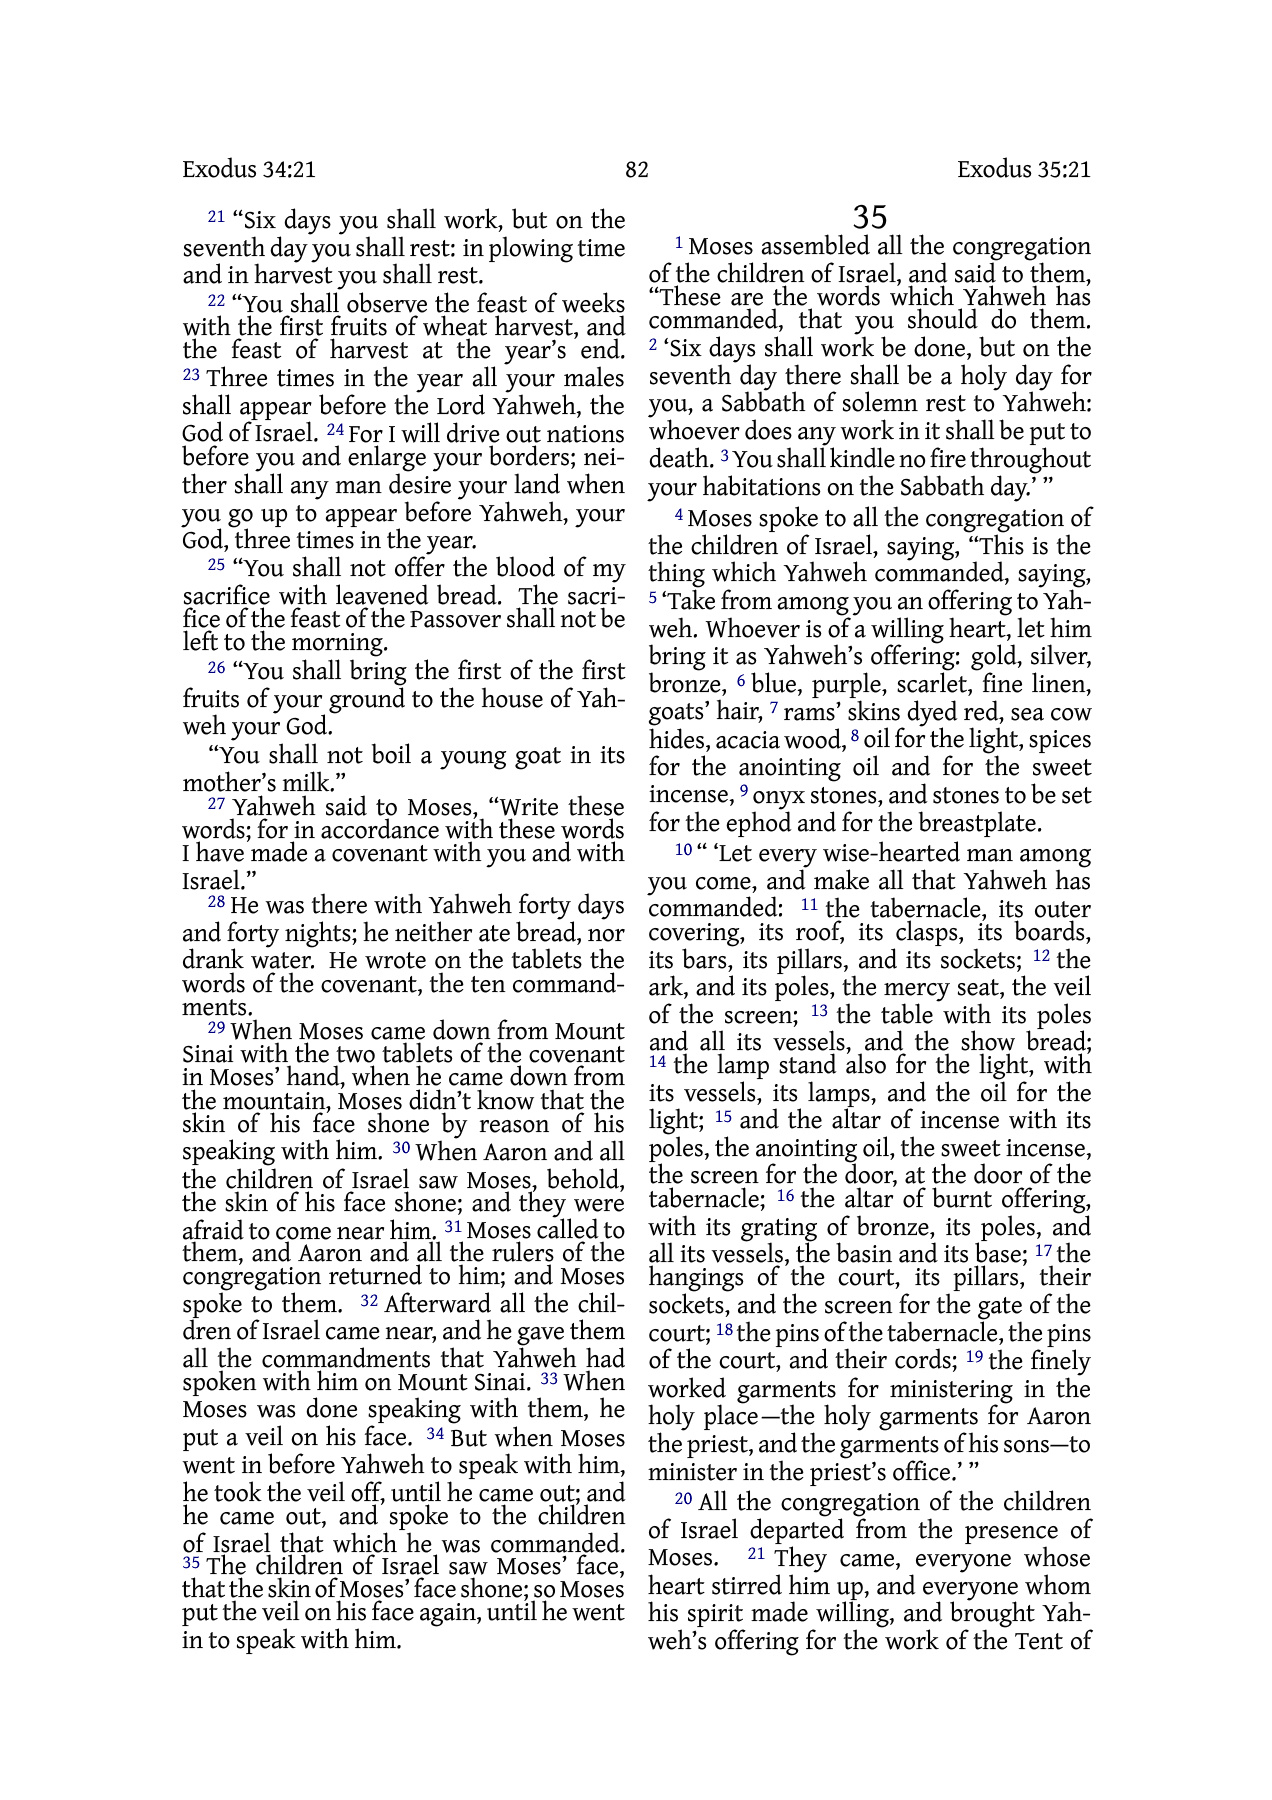 Exodus 34:21 82 Exodus 35:21
21 “Six days you shall work, but on the
seventh day you shall rest: in plowing time
and in harvest you shall rest.
22 “You shall observe the feast of weeks
with the first fruits of wheat harvest, and
the feast of harvest at the year’s end.
23 Three times in the year all your males
shall appear before the Lord Yahweh, the
God of Israel. 24 For I will drive out nations
before you and enlarge your borders; nei-
ther shall any man desire your land when
you go up to appear before Yahweh, your
God, three times in the year.
25 “You shall not offer the blood of my
sacrifice with leavened bread. The sacri-
fice of the feast of the Passover shall not be
left to the morning.
26 “You shall bring the first of the first
fruits of your ground to the house of Yah-
weh your God.
“You shall not boil a young goat in its
mother’s milk.”
27 Yahweh said to Moses, “Write these
words; for in accordance with these words
I have made a covenant with you and with
Israel.”
28 He was there with Yahweh forty days
and forty nights; he neither ate bread, nor
drank water. He wrote on the tablets the
words of the covenant, the ten command-
ments.
29 When Moses came down from Mount
Sinai with the two tablets of the covenant
in Moses’ hand, when he came down from
the mountain, Moses didn’t know that the
skin of his face shone by reason of his
speaking with him. 30 When Aaron and all
the children of Israel saw Moses, behold,
the skin of his face shone; and they were
afraid to come near him. 31 Moses called to
them, and Aaron and all the rulers of the
congregation returned to him; and Moses
spoke to them. 32 Afterward all the chil-
dren of Israel came near, and he gave them
all the commandments that Yahweh had
spoken with him on Mount Sinai. 33 When
Moses was done speaking with them, he
put a veil on his face. 34 But when Moses
went in before Yahweh to speak with him,
he took the veil off, until he came out; and
he came out, and spoke to the children
of Israel that which he was commanded.
35 The children of Israel saw Moses’ face,
that the skin of Moses’ face shone; so Moses
put the veil on his face again, until he went
in to speak with him.
35
1 Moses assembled all the congregation
of the children of Israel, and said to them,
“These are the words which Yahweh has
commanded, that you should do them.
2 ‘Six days shall work be done, but on the
seventh day there shall be a holy day for
you, a Sabbath of solemn rest to Yahweh:
whoever does any work in it shall be put to
death. 3 You shall kindle no fire throughout
your habitations on the Sabbath day.’ ”
4 Moses spoke to all the congregation of
the children of Israel, saying, “This is the
thing which Yahweh commanded, saying,
5 ‘Take from among you an offering to Yah-
weh. Whoever is of a willing heart, let him
bring it as Yahweh’s offering: gold, silver,
bronze, 6 blue, purple, scarlet, fine linen,
goats’ hair, 7 rams’ skins dyed red, sea cow
hides, acacia wood, 8 oil for the light, spices
for the anointing oil and for the sweet
incense, 9 onyx stones, and stones to be set
for the ephod and for the breastplate.
10 “ ‘Let every wise-hearted man among
you come, and make all that Yahweh has
commanded: 11 the tabernacle, its outer
covering, its roof, its clasps, its boards,
its bars, its pillars, and its sockets; 12 the
ark, and its poles, the mercy seat, the veil
of the screen; 13 the table with its poles
and all its vessels, and the show bread;
14 the lamp stand also for the light, with
its vessels, its lamps, and the oil for the
light; 15 and the altar of incense with its
poles, the anointing oil, the sweet incense,
the screen for the door, at the door of the
tabernacle; 16 the altar of burnt offering,
with its grating of bronze, its poles, and
all its vessels, the basin and its base; 17 the
hangings of the court, its pillars, their
sockets, and the screen for the gate of the
court; 18 the pins of the tabernacle, the pins
of the court, and their cords; 19 the finely
worked garments for ministering in the
holy place—the holy garments for Aaron
the priest, and the garments of his sons—to
minister in the priest’s office.’ ”
20 All the congregation of the children
of Israel departed from the presence of
Moses. 21 They came, everyone whose
heart stirred him up, and everyone whom
his spirit made willing, and brought Yah-
weh’s offering for the work of the Tent of